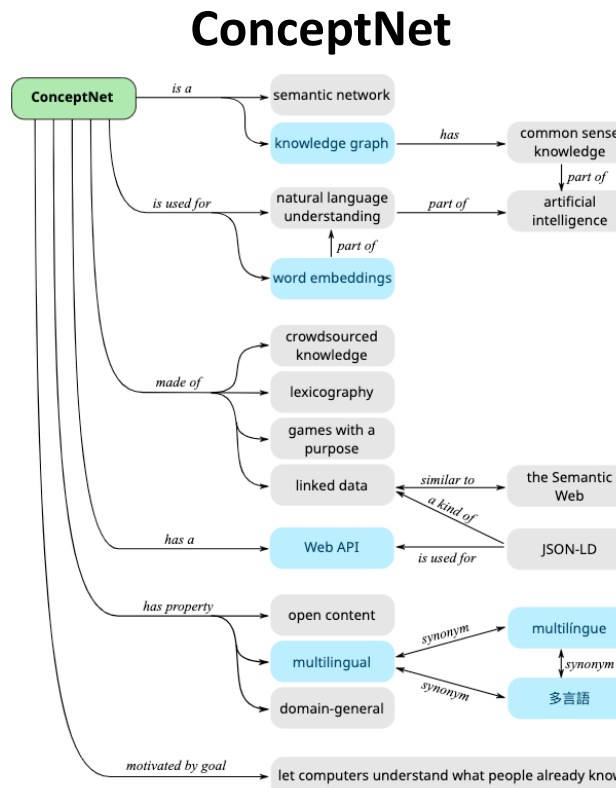 ConceptNet
ConceptNet
is a
semantic network
knowledge graph
has
common sense
knowledge
part of
is used for
natural language
understanding
part of
artificial
intelligence
part of
word embeddings
crowdsourced
knowledge
made of
lexicography
games with a
purpose
linked data
similar to
the Semantic
Web
a kind of
has a
Web API
is used for
JSON-LD
has property
open content
multilingual
synonym
multilíngue
synonym
synonym
多言語
domain-general
motivated by goal
let computers understand what people already know